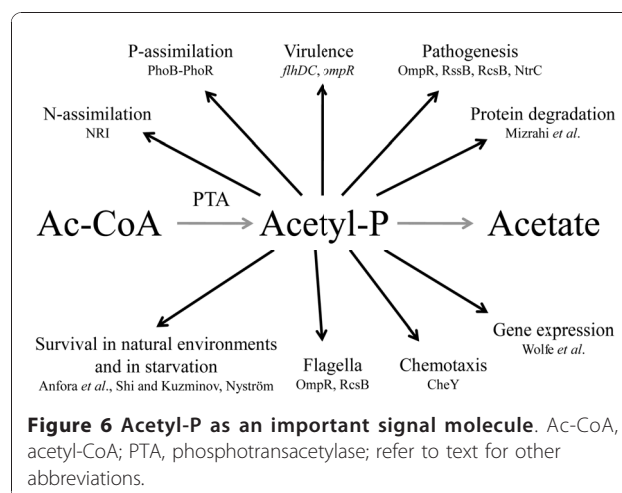 P-assimilation
PhoB-PhoR
Virulence
flhDC, ompR
Pathogenesis
OmpR, RssB, RcsB, NtrC
N-assimilation
NRI
Protein degradation
Mizrahi et al.
PTA
Ac-CoA
Acetyl-P
Acetate
Survival in natural environments
and in starvation
Anfora et al., Shi and Kuzminov, Nyström
Flagella
OmpR, RcsB
Chemotaxis
CheY
Gene expression
Wolfe et al.
Figure 6 Acetyl-P as an important signal molecule. Ac-CoA,
acetyl-CoA; PTA, phosphotransacetylase; refer to text for other
abbreviations.